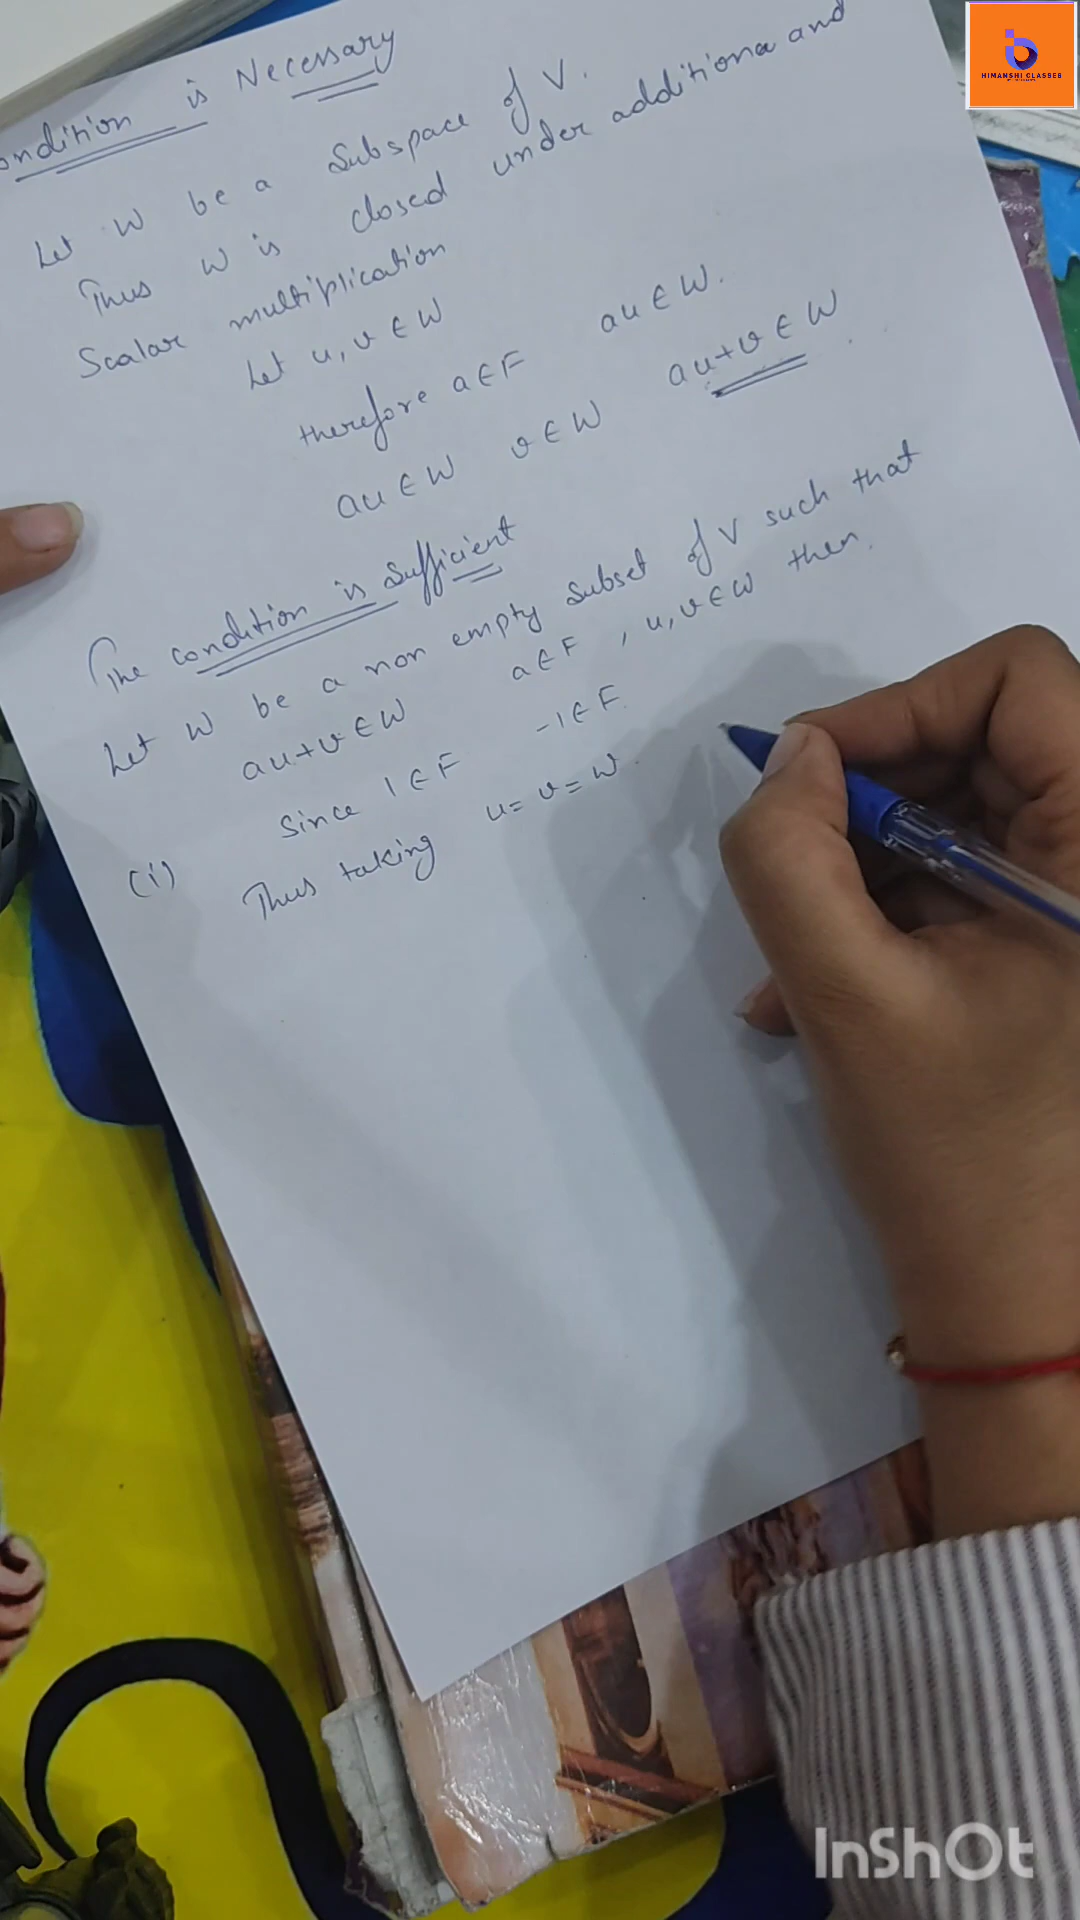 ondition is Necessary
Let W be a Subspace of V.
Thus W is closed under additiona and
Scalar multiplication
Let u, v ∈ W
therefore a ∈ F au ∈ W.
au ∈ W v ∈ W au+v ∈ W
The condition is Sufficient
Let W be a non empty subset of V such that
au+v ∈ W a ∈ F , u, v ∈ W then.
Since 1 ∈ F -1 ∈ F.
(i) Thus taking u = v = W.
HIMANSHI CLASSES
InShOt